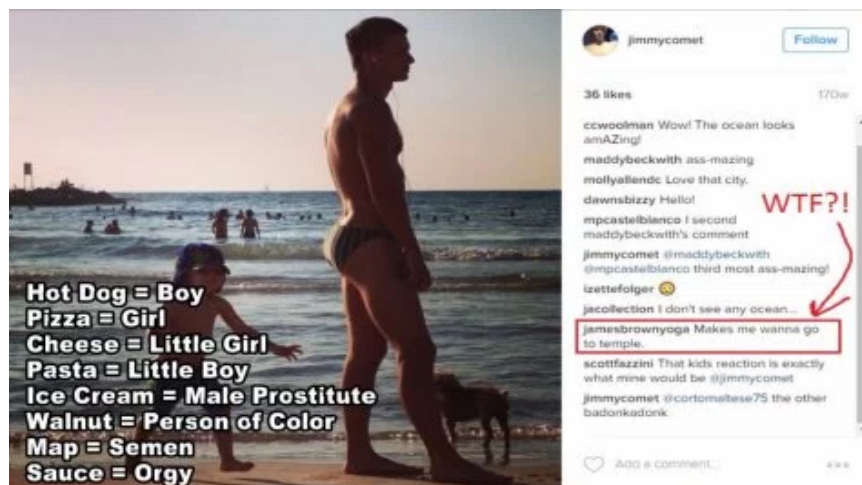 jimmycomet
Follow
36 likes
170w
ccwoolman Wow! The ocean looks
amAZing!
maddybeckwith ass-mazing
mollyallendc Love that city.
dawnsbizzy Hello!
WTF?!
mpcastelblanco I second
maddybeckwith's comment
jimmycomet @maddybeckwith
@mpcastelblanco third most ass-mazing!
izettefolger
jacollection I don't see any ocean...
jamesbrownyoga Makes me wanna go
to temple.
scottfazzini That kids reaction is exactly
what mine would be @jimmycomet
jimmycomet @cortomaltese75 the other
badonkadonk
Add a comment...
Hot Dog = Boy
Pizza = Girl
Cheese = Little Girl
Pasta = Little Boy
Ice Cream = Male Prostitute
Walnut = Person of Color
Map = Semen
Sauce = Orgy